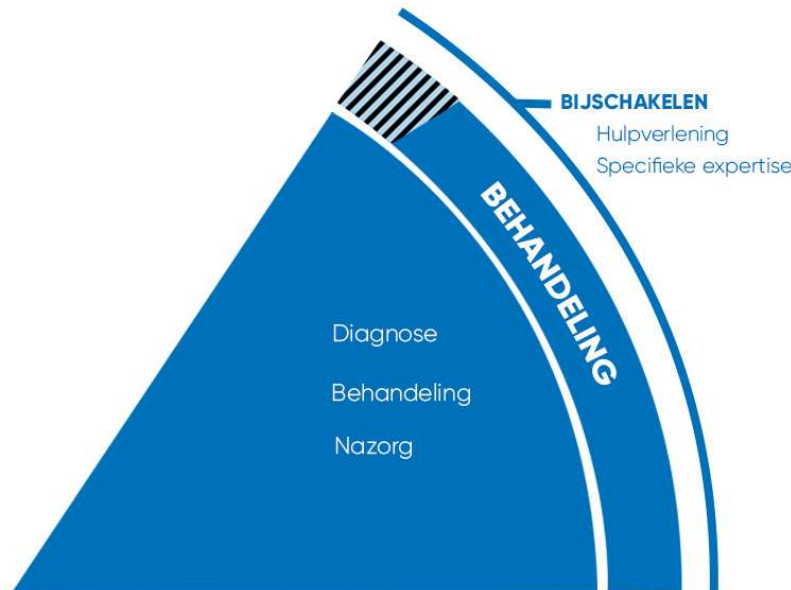 BIJSCHAKELEN
Hulpverlening
Specifieke expertise
BEHANDELING
Diagnose
Behandeling
Nazorg